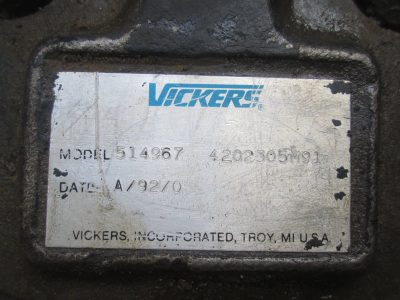 VICKERS®
MODEL 514967 4202305M91
DATE A/92/0
VICKERS, INCORPORATED, TROY, MI U.S.A.